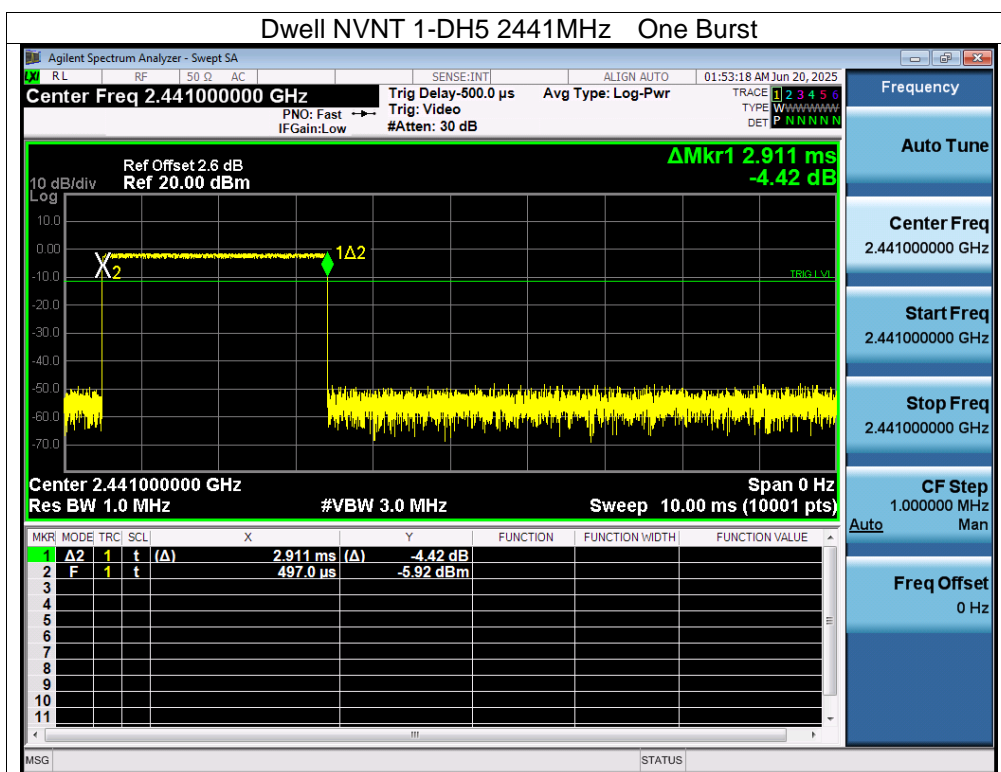 Dwell NVNT 1-DH5 2441MHz One Burst
Agilent Spectrum Analyzer - Swept SA
LXI RL RF 50 Ω AC SENSE:INT ALIGN AUTO 01:53:18 AM Jun 20, 2025
Center Freq 2.441000000 GHz Trig Delay-500.0 µs Avg Type: Log-Pwr TRACE 1 2 3 4 5 6
PNO: Fast Trig: Video TYPE WWWWWWW
IFGain:Low #Atten: 30 dB DET P N N N N N
Frequency
Auto Tune
Center Freq
2.441000000 GHz
Start Freq
2.441000000 GHz
Stop Freq
2.441000000 GHz
CF Step
1.000000 MHz
Auto Man
Freq Offset
0 Hz
ΔMkr1 2.911 ms
-4.42 dB
Ref Offset 2.6 dB
10 dB/div Ref 20.00 dBm
Log
10.0
0.00
-10.0
-20.0
-30.0
-40.0
-50.0
-60.0
-70.0
1Δ2
X2
TRIG LVL
Center 2.441000000 GHz Span 0 Hz
Res BW 1.0 MHz #VBW 3.0 MHz Sweep 10.00 ms (10001 pts)
MKR MODE TRC SCL X Y FUNCTION FUNCTION WIDTH FUNCTION VALUE
1 Δ2 1 t (Δ) 2.911 ms (Δ) -4.42 dB
2 F 1 t 497.0 µs -5.92 dBm
3
4
5
6
7
8
9
10
11
MSG STATUS